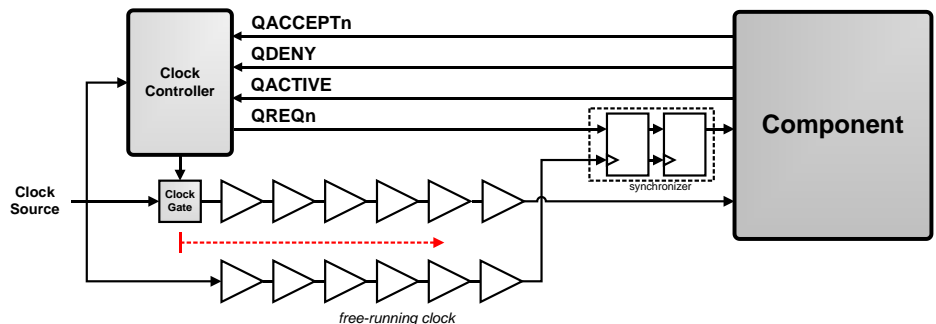 QACCEPTn
QDENY
Clock
Controller
QACTIVE
QREQn
Component
synchronizer
Clock
Source
Clock
Gate
free-running clock